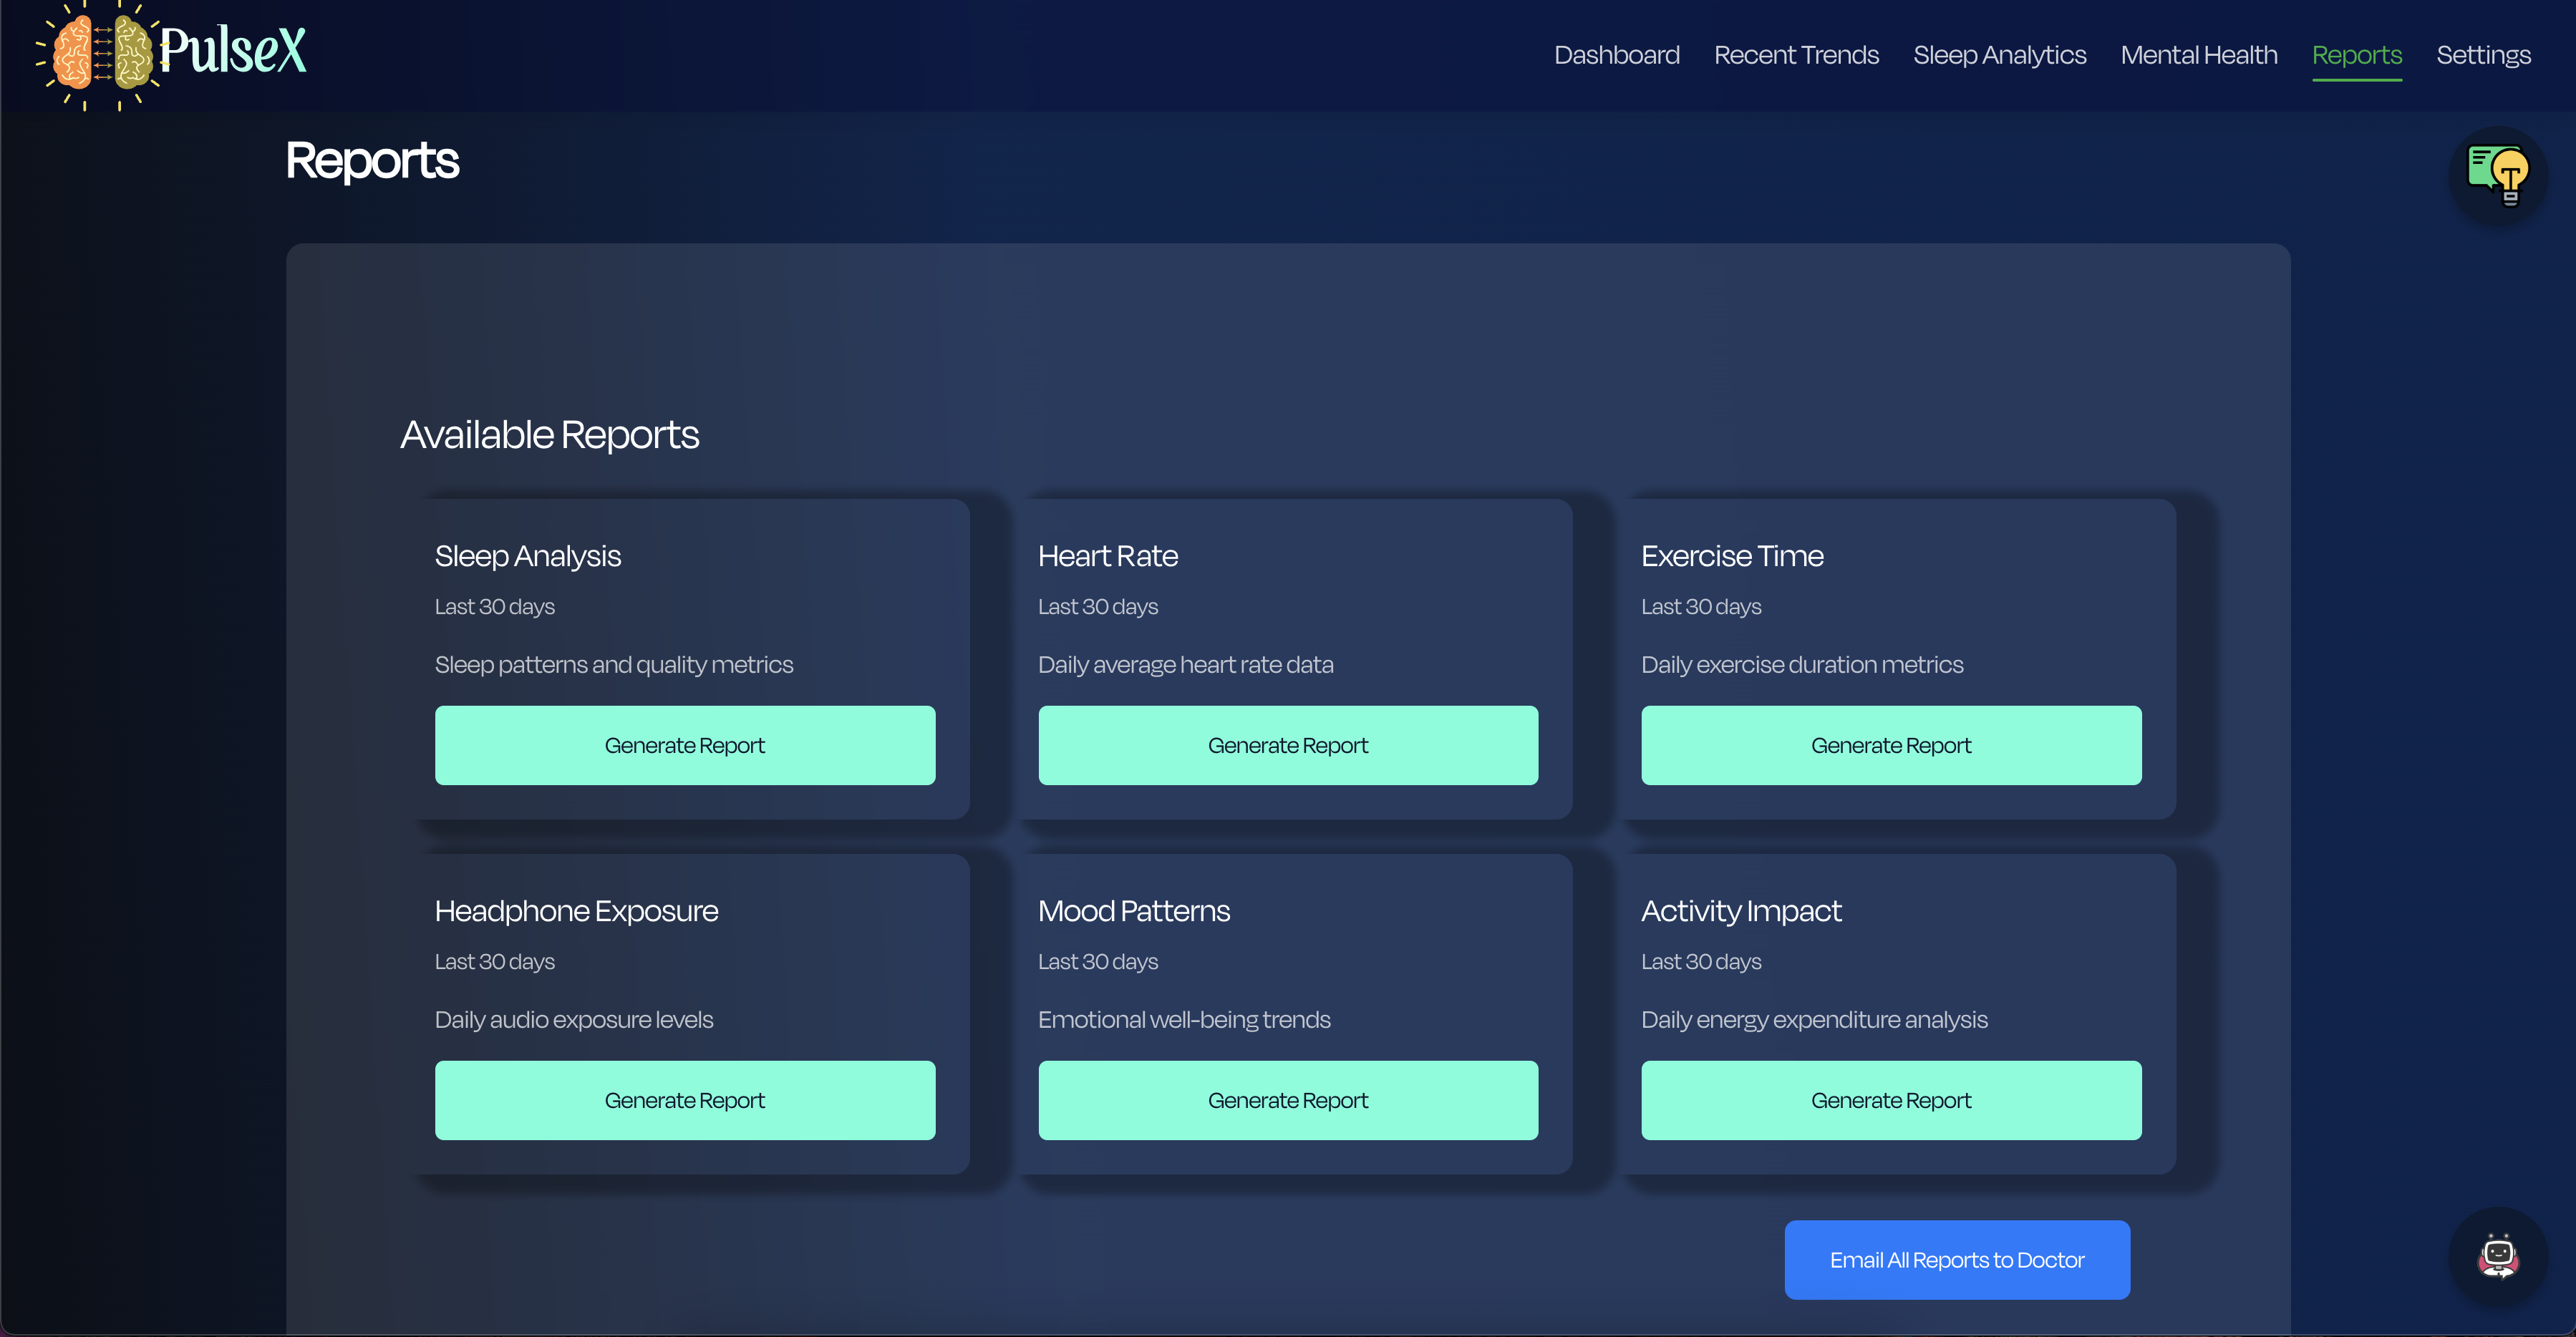 PulseX
Dashboard Recent Trends Sleep Analytics Mental Health Reports Settings
Reports
Available Reports
Sleep Analysis
Last 30 days
Sleep patterns and quality metrics
Generate Report
Heart Rate
Last 30 days
Daily average heart rate data
Generate Report
Exercise Time
Last 30 days
Daily exercise duration metrics
Generate Report
Headphone Exposure
Last 30 days
Daily audio exposure levels
Generate Report
Mood Patterns
Last 30 days
Emotional well-being trends
Generate Report
Activity Impact
Last 30 days
Daily energy expenditure analysis
Generate Report
Email All Reports to Doctor